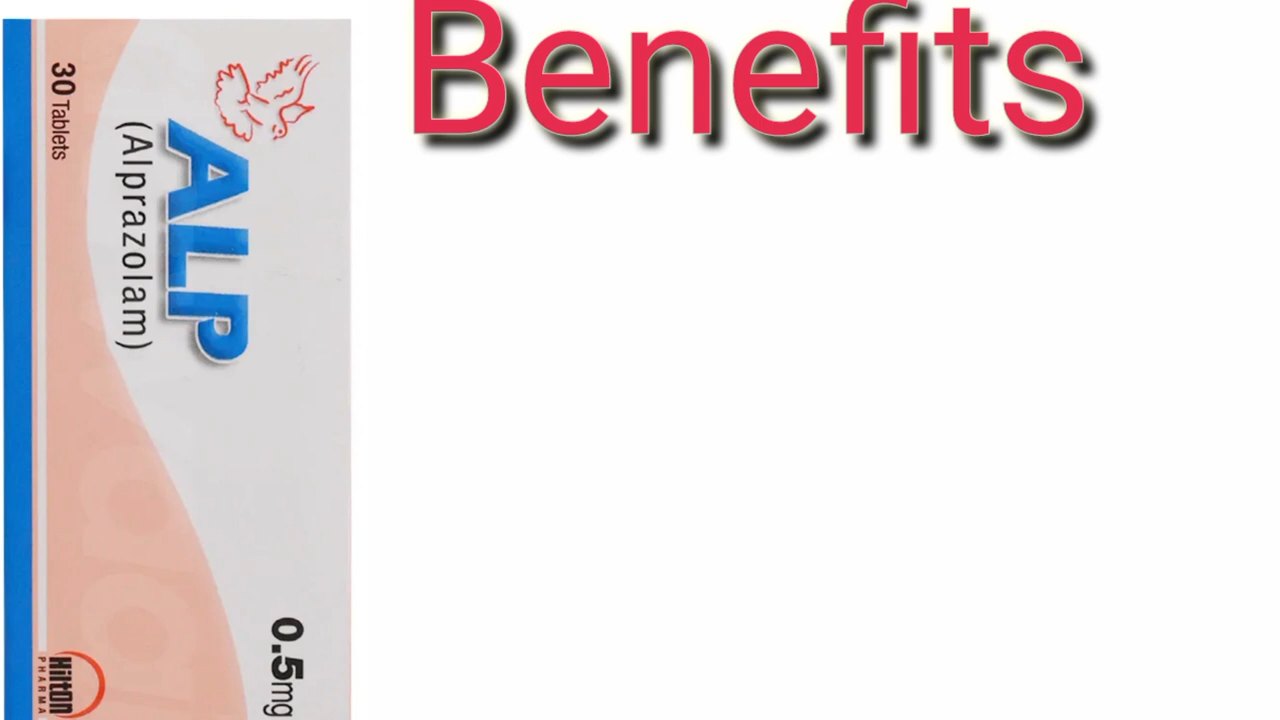 Benefits
ALP
(Alprazolam)
30 Tablets
0.5mg
Hilton
PHARMA